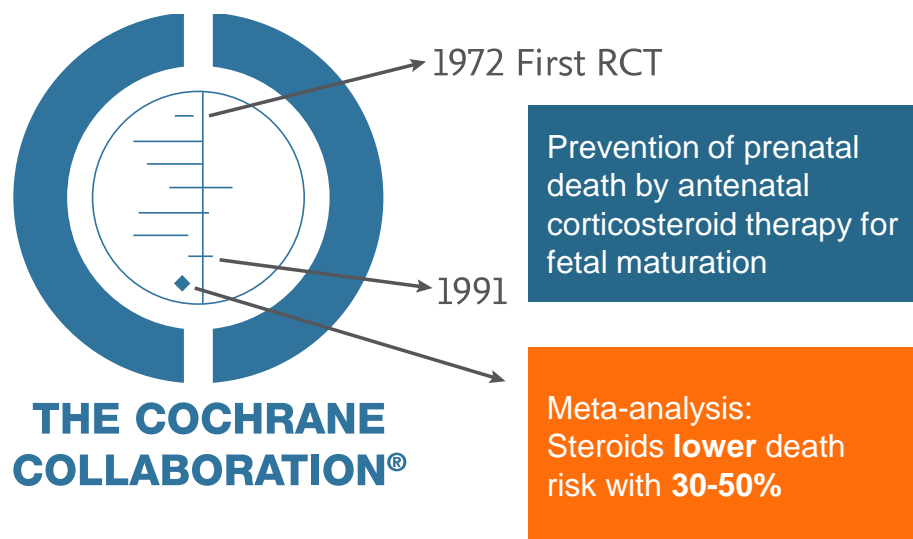 1972 First RCT
Prevention of prenatal
death by antenatal
corticosteroid therapy for
fetal maturation
1991
THE COCHRANE
COLLABORATION®
Meta-analysis:
Steroids lower death
risk with 30-50%